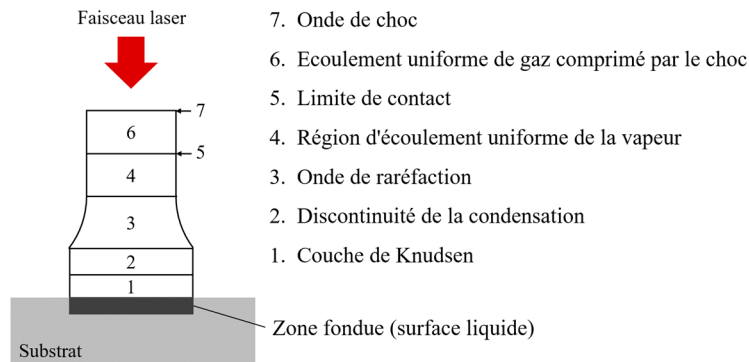 Faisceau laser
7
6
5
4
3
2
1
Substrat
7. Onde de choc
6. Ecoulement uniforme de gaz comprimé par le choc
5. Limite de contact
4. Région d'écoulement uniforme de la vapeur
3. Onde de raréfaction
2. Discontinuité de la condensation
1. Couche de Knudsen
Zone fondue (surface liquide)